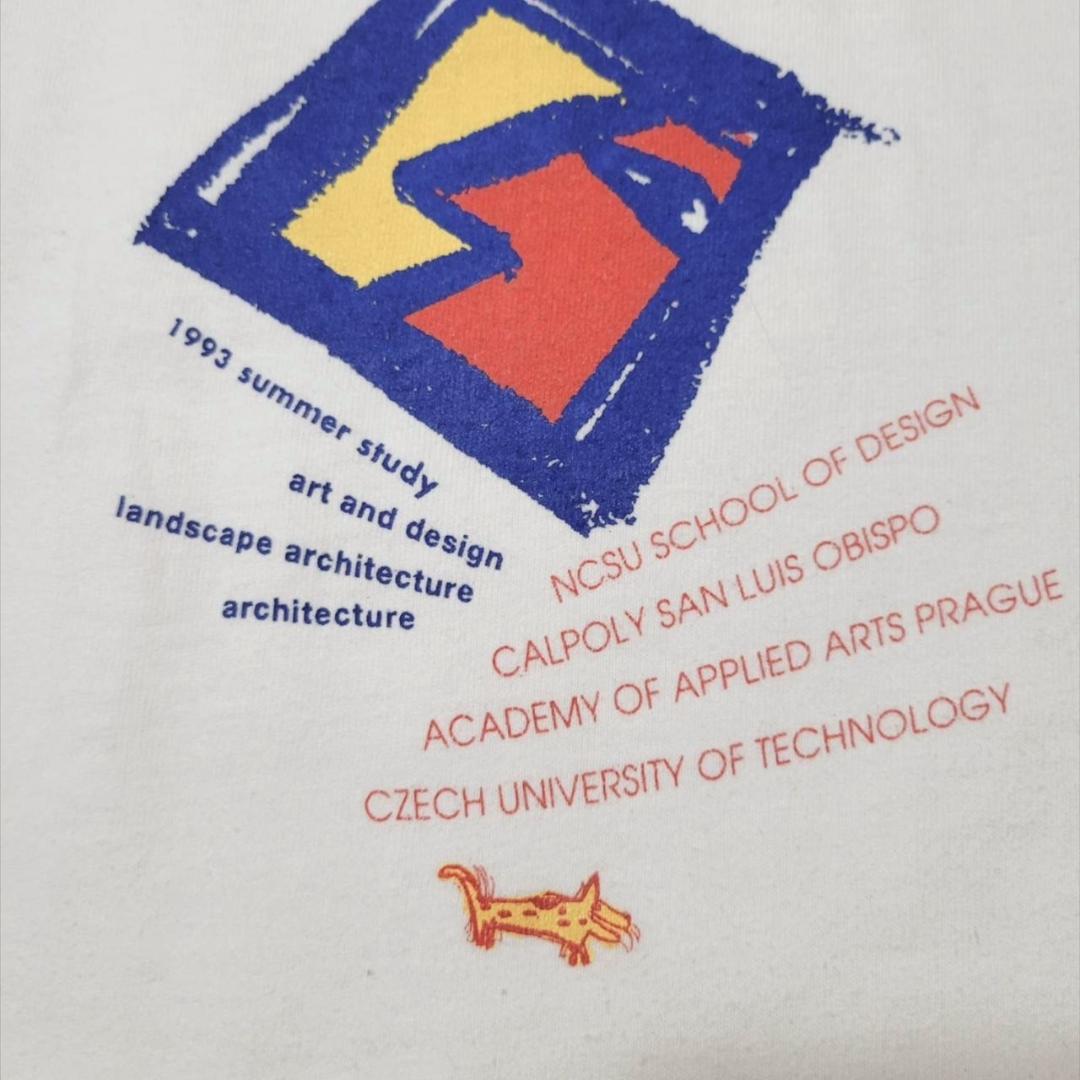 1993 summer study
art and design
landscape architecture
architecture
NCSU SCHOOL OF DESIGN
CALPOLY SAN LUIS OBISPO
ACADEMY OF APPLIED ARTS PRAGUE
CZECH UNIVERSITY OF TECHNOLOGY